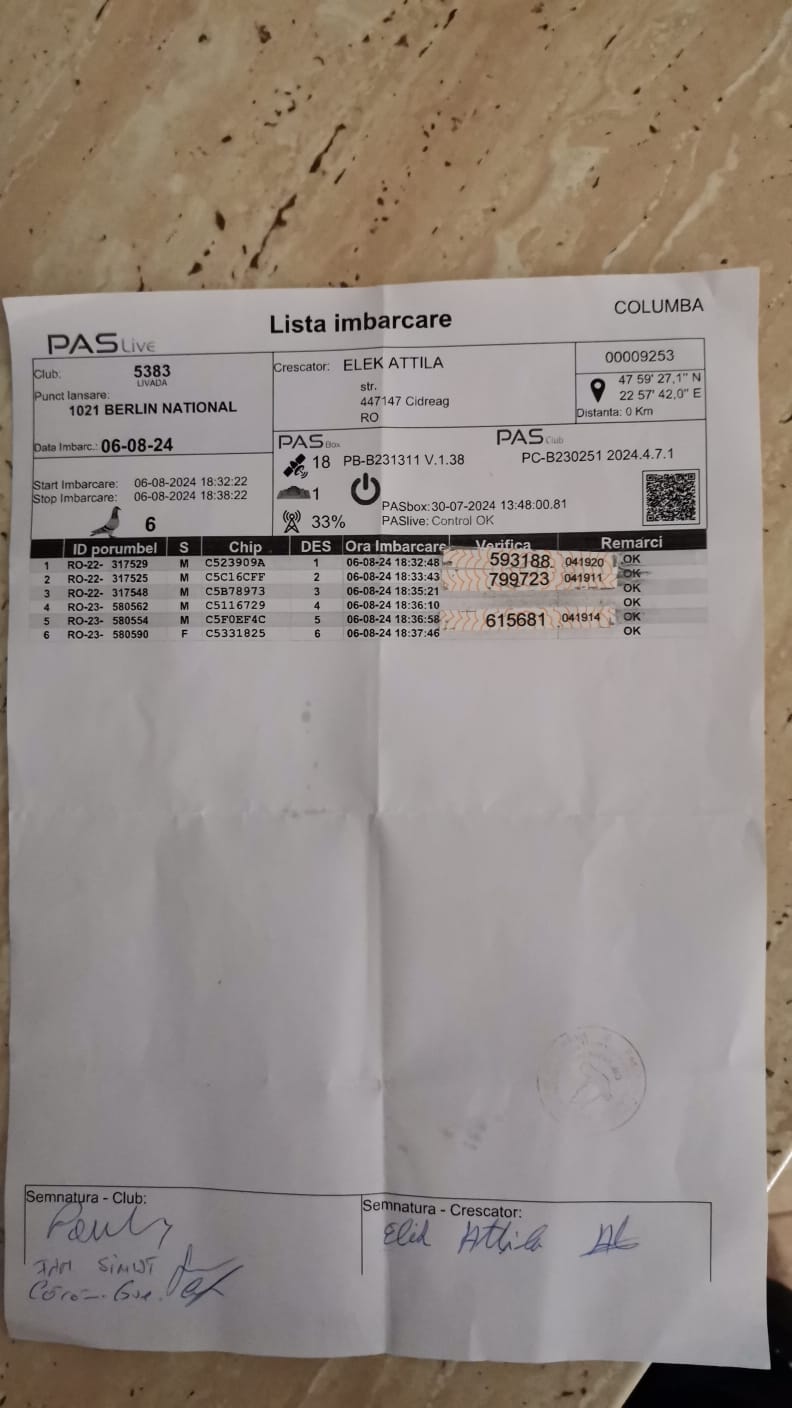 COLUMBA
Lista imbarcare
PAS Live
Club: 5383
LIVADA
Punct lansare:
1021 BERLIN NATIONAL
Data Imbarc.: 06-08-24
Start Imbarcare: 06-08-2024 18:32:22
Stop Imbarcare: 06-08-2024 18:38:22
6
Crescator: ELEK ATTILA
str.
447147 Cidreag
RO
00009253
47 59' 27,1" N
22 57' 42,0" E
Distanta: 0 Km
PAS Box
PAS Club
18 PB-B231311 V.1.38
PC-B230251 2024.4.7.1
1
PASbox:30-07-2024 13:48:00.81
33% PASlive: Control OK
ID porumbel S Chip DES Ora Imbarcare Verifica Remarci
1 RO-22- 317529 M C523909A 1 06-08-24 18:32:48 593188 041920 OK
2 RO-22- 317525 M C5C16CFF 2 06-08-24 18:33:43 799723 041911 OK
3 RO-22- 317548 M C5B78973 3 06-08-24 18:35:21 OK
4 RO-23- 580562 M C5116729 4 06-08-24 18:36:10 OK
5 RO-23- 580554 M C5F0EF4C 5 06-08-24 18:36:58 615681 041914 OK
6 RO-23- 580590 F C5331825 6 06-08-24 18:37:46 OK
Semnatura - Club:
Semnatura - Crescator:
Attila